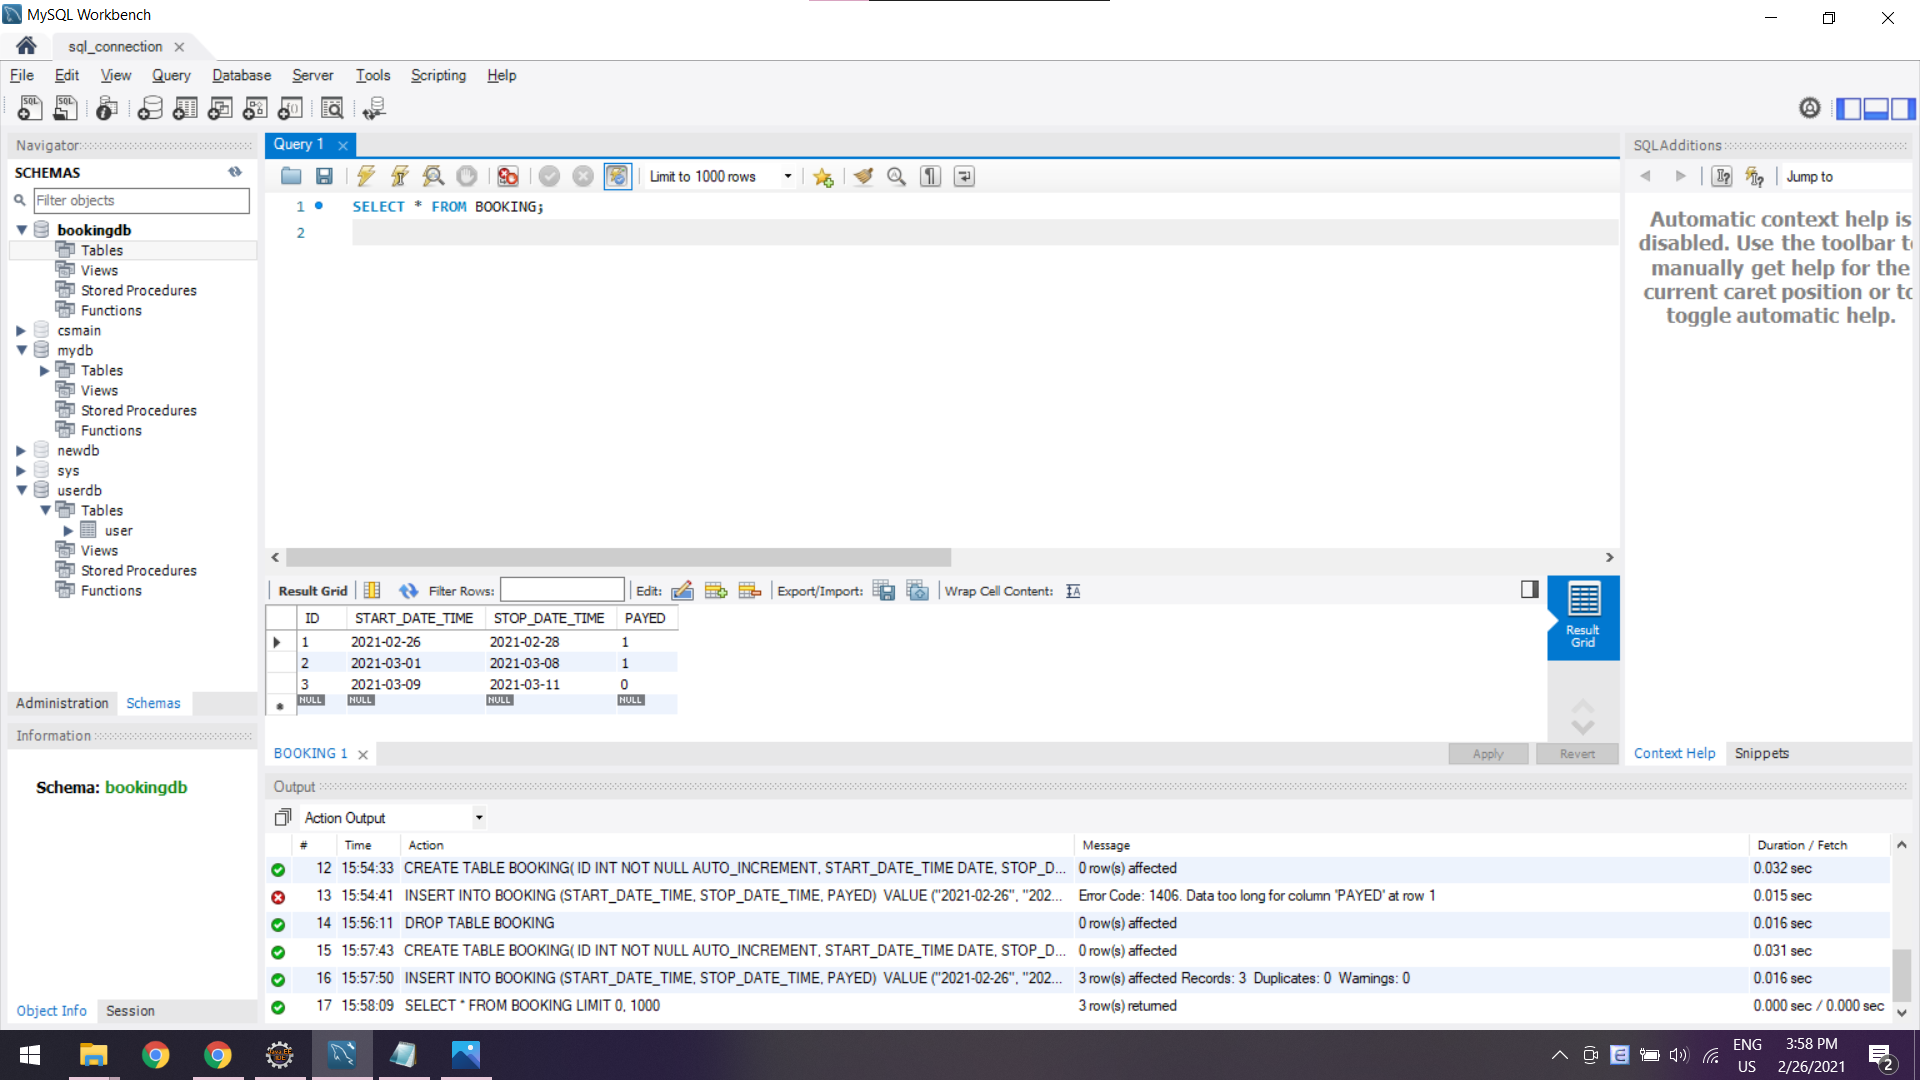 MySQL Workbench
sql_connection
File Edit View Query Database Server Tools Scripting Help
Navigator
SCHEMAS
Filter objects
bookingdb
Tables
Views
Stored Procedures
Functions
csmain
mydb
Tables
Views
Stored Procedures
Functions
newdb
sys
userdb
Tables
user
Views
Stored Procedures
Functions
Administration Schemas
Information
Schema: bookingdb
Object Info Session
Query 1
Limit to 1000 rows
1 SELECT * FROM BOOKING;
2
Result Grid Filter Rows: Edit: Export/Import: Wrap Cell Content:
ID START_DATE_TIME STOP_DATE_TIME PAYED
1 2021-02-26 2021-02-28 1
2 2021-03-01 2021-03-08 1
3 2021-03-09 2021-03-11 0
NULL NULL NULL NULL
Result
Grid
BOOKING 1
Apply Revert
Output
Action Output
# Time Action Message Duration / Fetch
12 15:54:33 CREATE TABLE BOOKING( ID INT NOT NULL AUTO_INCREMENT, START_DATE_TIME DATE, STOP_D... 0 row(s) affected 0.032 sec
13 15:54:41 INSERT INTO BOOKING (START_DATE_TIME, STOP_DATE_TIME, PAYED) VALUE ("2021-02-26", "202... Error Code: 1406. Data too long for column 'PAYED' at row 1 0.015 sec
14 15:56:11 DROP TABLE BOOKING 0 row(s) affected 0.016 sec
15 15:57:43 CREATE TABLE BOOKING( ID INT NOT NULL AUTO_INCREMENT, START_DATE_TIME DATE, STOP_D... 0 row(s) affected 0.031 sec
16 15:57:50 INSERT INTO BOOKING (START_DATE_TIME, STOP_DATE_TIME, PAYED) VALUE ("2021-02-26", "202... 3 row(s) affected Records: 3 Duplicates: 0 Warnings: 0 0.016 sec
17 15:58:09 SELECT * FROM BOOKING LIMIT 0, 1000 3 row(s) returned 0.000 sec / 0.000 sec
SQLAdditions
Jump to
Automatic context help is
disabled. Use the toolbar to
manually get help for the
current caret position or to
toggle automatic help.
Context Help Snippets
ENG
US
3:58 PM
2/26/2021
2